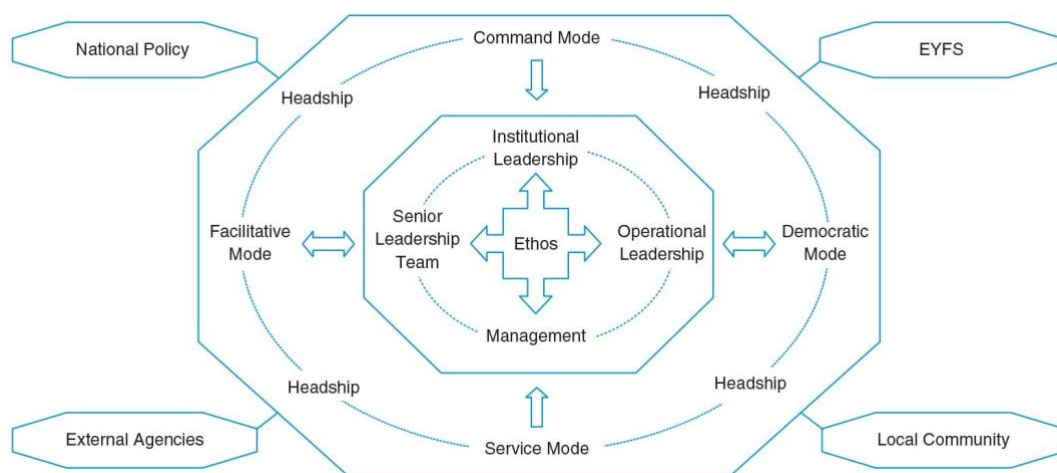 Command Mode
National Policy
EYFS
Headship
Headship
Institutional
Leadership
Facilitative
Mode
Senior
Leadership
Team
Ethos
Operational
Leadership
Democratic
Mode
Management
Headship
Headship
External Agencies
Service Mode
Local Community